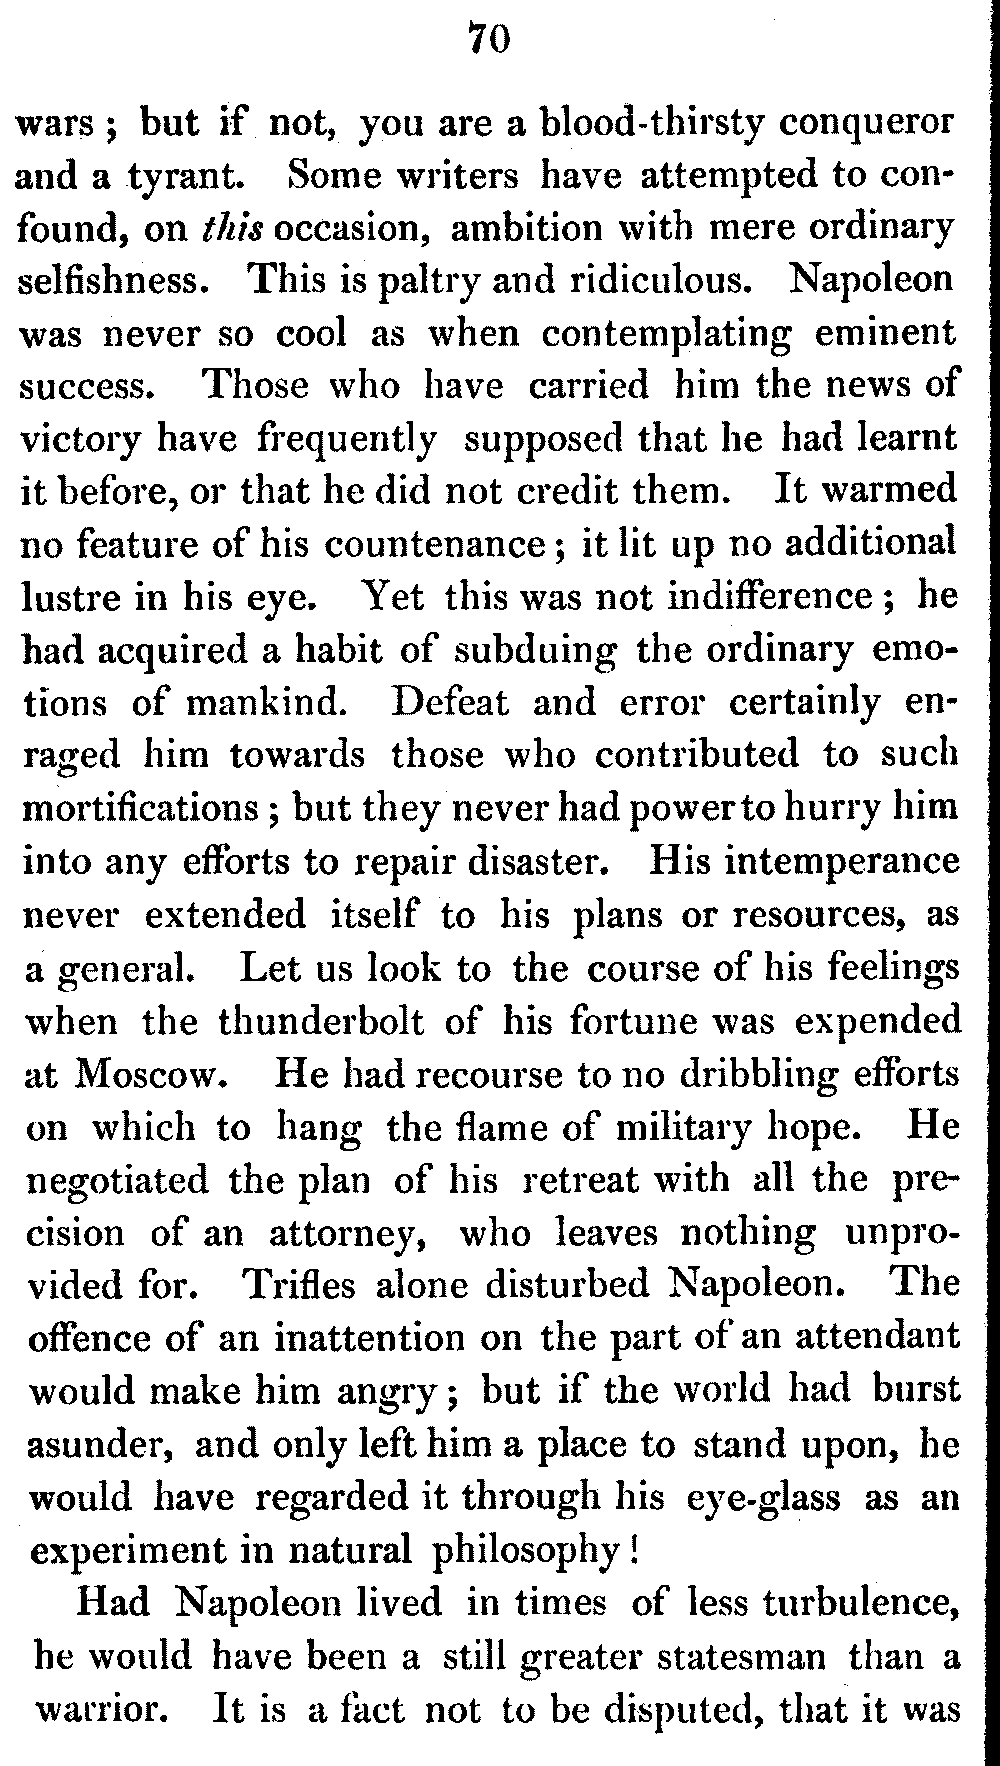 70
wars ; but if not, you are a blood-thirsty conqueror
and a tyrant. Some writers have attempted to con-
found, on this occasion, ambition with mere ordinary
selfishness. This is paltry and ridiculous. Napoleon
was never so cool as when contemplating eminent
success. Those who have carried him the news of
victory have frequently supposed that he had learnt
it before, or that he did not credit them. It warmed
no feature of his countenance ; it lit up no additional
lustre in his eye. Yet this was not indifference ; he
had acquired a habit of subduing the ordinary emo-
tions of mankind. Defeat and error certainly en-
raged him towards those who contributed to such
mortifications ; but they never had power to hurry him
into any efforts to repair disaster. His intemperance
never extended itself to his plans or resources, as
a general. Let us look to the course of his feelings
when the thunderbolt of his fortune was expended
at Moscow. He had recourse to no dribbling efforts
on which to hang the flame of military hope. He
negotiated the plan of his retreat with all the pre-
cision of an attorney, who leaves nothing unpro-
vided for. Trifles alone disturbed Napoleon. The
offence of an inattention on the part of an attendant
would make him angry ; but if the world had burst
asunder, and only left him a place to stand upon, he
would have regarded it through his eye-glass as an
experiment in natural philosophy !
Had Napoleon lived in times of less turbulence,
he would have been a still greater statesman than a
warrior. It is a fact not to be disputed, that it was